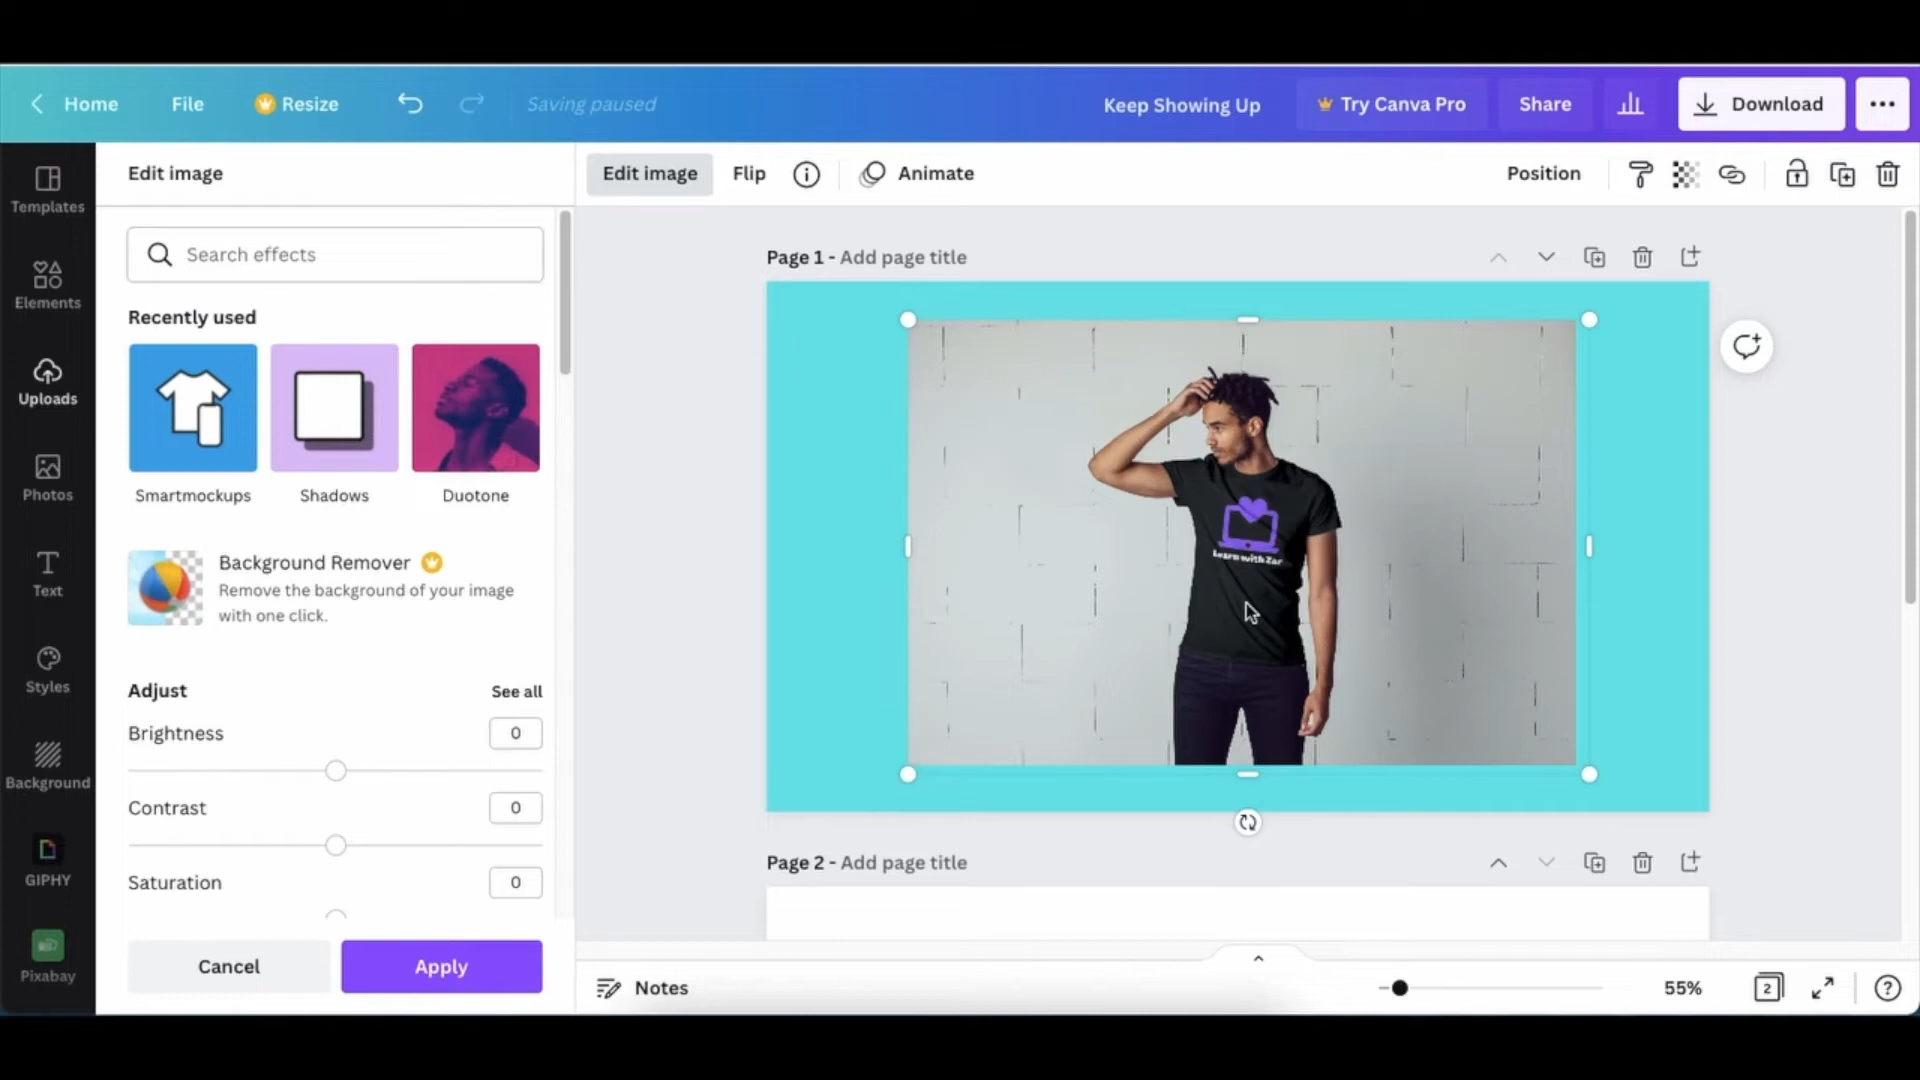 Home File Resize Saving paused Keep Showing Up Try Canva Pro Share Download
Edit image
Edit image Flip Animate Position
Templates
Elements
Uploads
Photos
Text
Styles
Background
GIPHY
Pixabay
Search effects
Recently used
Smartmockups Shadows Duotone
Background Remover
Remove the background of your image
with one click.
Adjust See all
Brightness 0
Contrast 0
Saturation 0
Cancel Apply
Page 1 - Add page title
Learn with Zar
Page 2 - Add page title
Notes 55% 2 ?